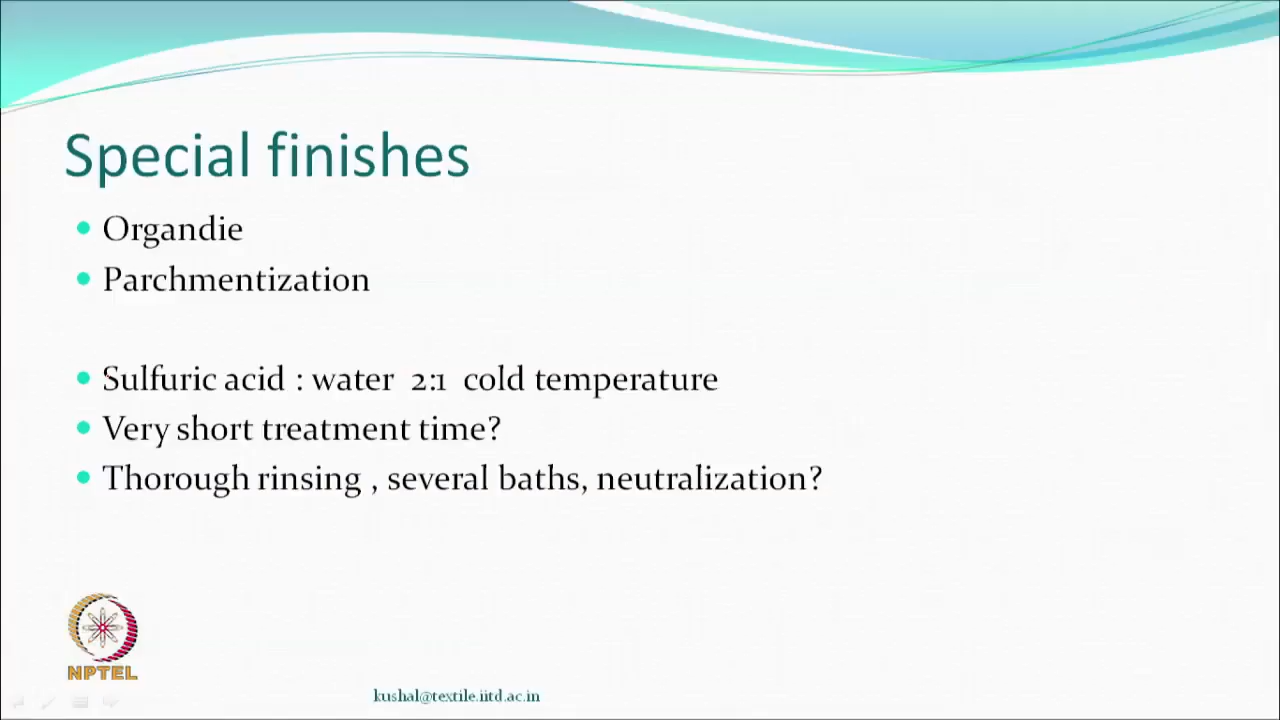 Special finishes
Organdie
Parchmentization
Sulfuric acid : water 2:1 cold temperature
Very short treatment time?
Thorough rinsing , several baths, neutralization?
NPTEL
kushal@textile.iitd.ac.in